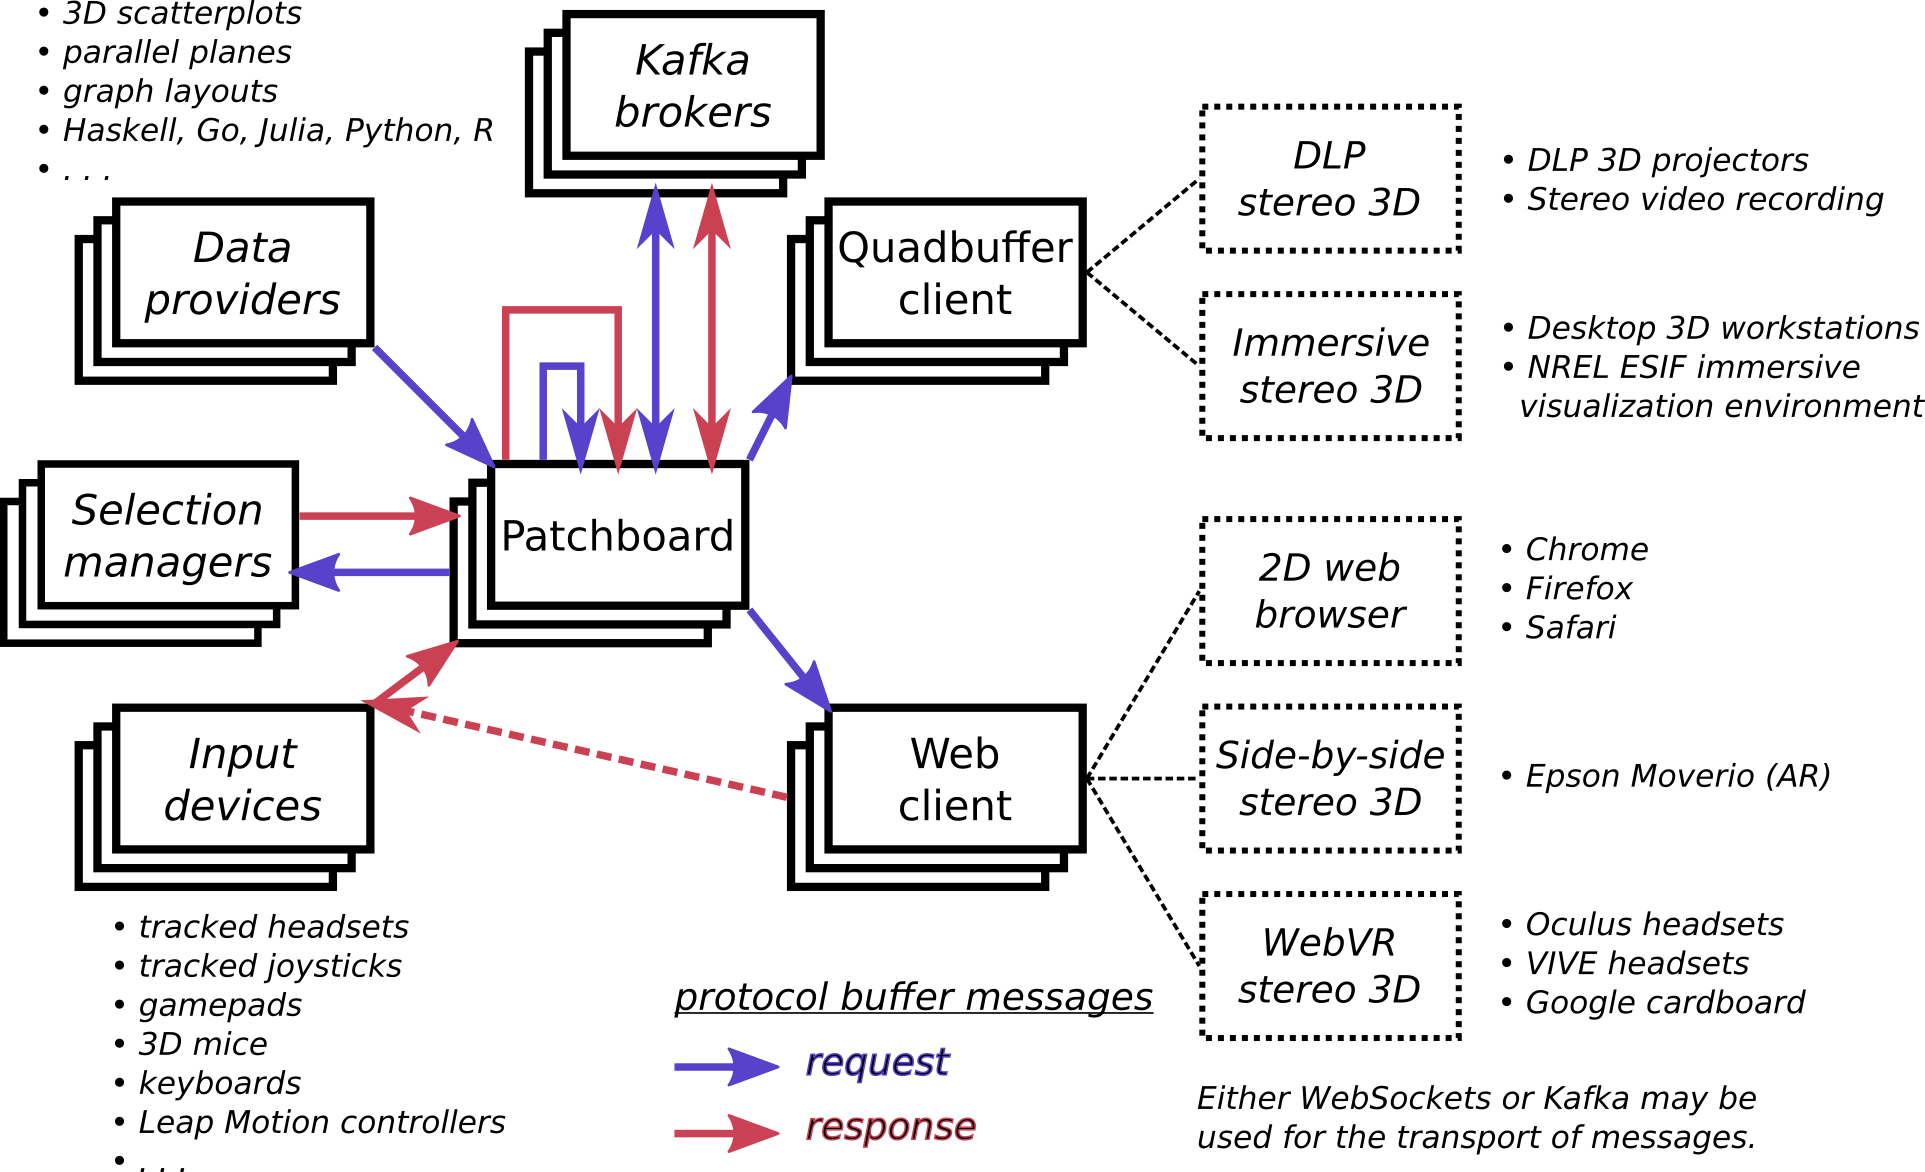 • 3D scatterplots
• parallel planes
• graph layouts
• Haskell, Go, Julia, Python, R
• . . .
Kafka
brokers
Data
providers
Quadbuffer
client
DLP
stereo 3D
• DLP 3D projectors
• Stereo video recording
Immersive
stereo 3D
• Desktop 3D workstations
• NREL ESIF immersive
visualization environment
Selection
managers
Patchboard
2D web
browser
• Chrome
• Firefox
• Safari
Input
devices
Web
client
Side-by-side
stereo 3D
• Epson Moverio (AR)
WebVR
stereo 3D
• Oculus headsets
• VIVE headsets
• Google cardboard
• tracked headsets
• tracked joysticks
• gamepads
• 3D mice
• keyboards
• Leap Motion controllers
• . . .
protocol buffer messages
request
response
Either WebSockets or Kafka may be
used for the transport of messages.